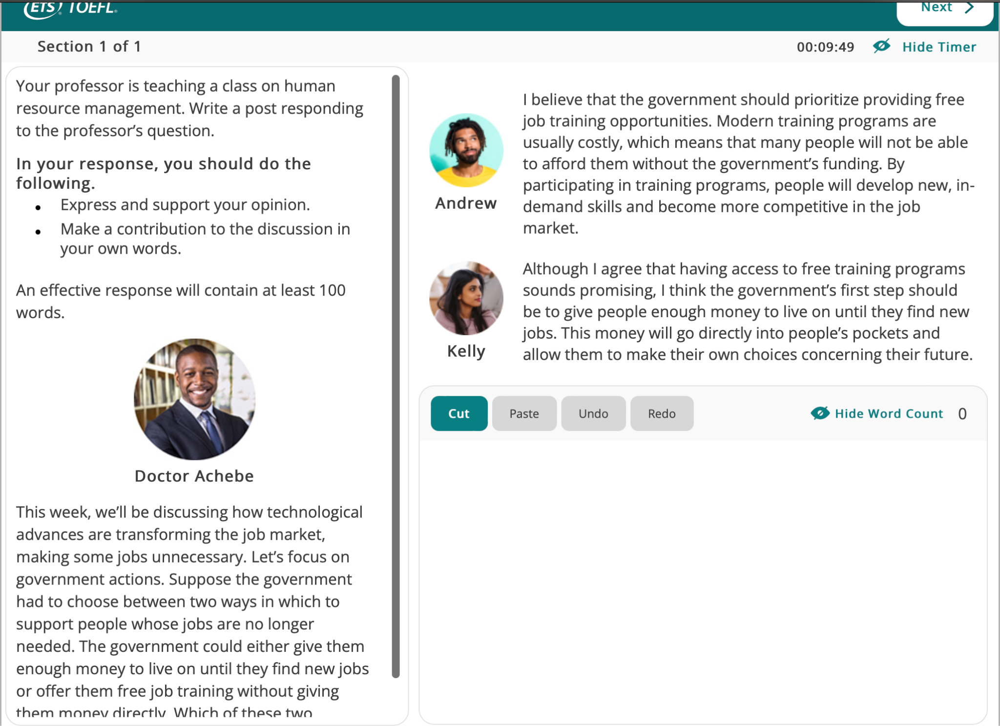 (ETS)® TOEFL®
Next
Section 1 of 1
00:09:49 Hide Timer
Your professor is teaching a class on human
resource management. Write a post responding
to the professor's question.
In your response, you should do the
following.
• Express and support your opinion.
• Make a contribution to the discussion in
your own words.
An effective response will contain at least 100
words.
Doctor Achebe
This week, we'll be discussing how technological
advances are transforming the job market,
making some jobs unnecessary. Let's focus on
government actions. Suppose the government
had to choose between two ways in which to
support people whose jobs are no longer
needed. The government could either give them
enough money to live on until they find new jobs
or offer them free job training without giving
them money directly. Which of these two
I believe that the government should prioritize providing free
job training opportunities. Modern training programs are
usually costly, which means that many people will not be able
to afford them without the government's funding. By
participating in training programs, people will develop new, in-
demand skills and become more competitive in the job
market.
Andrew
Although I agree that having access to free training programs
sounds promising, I think the government's first step should
be to give people enough money to live on until they find new
jobs. This money will go directly into people's pockets and
allow them to make their own choices concerning their future.
Kelly
Cut Paste Undo Redo Hide Word Count 0